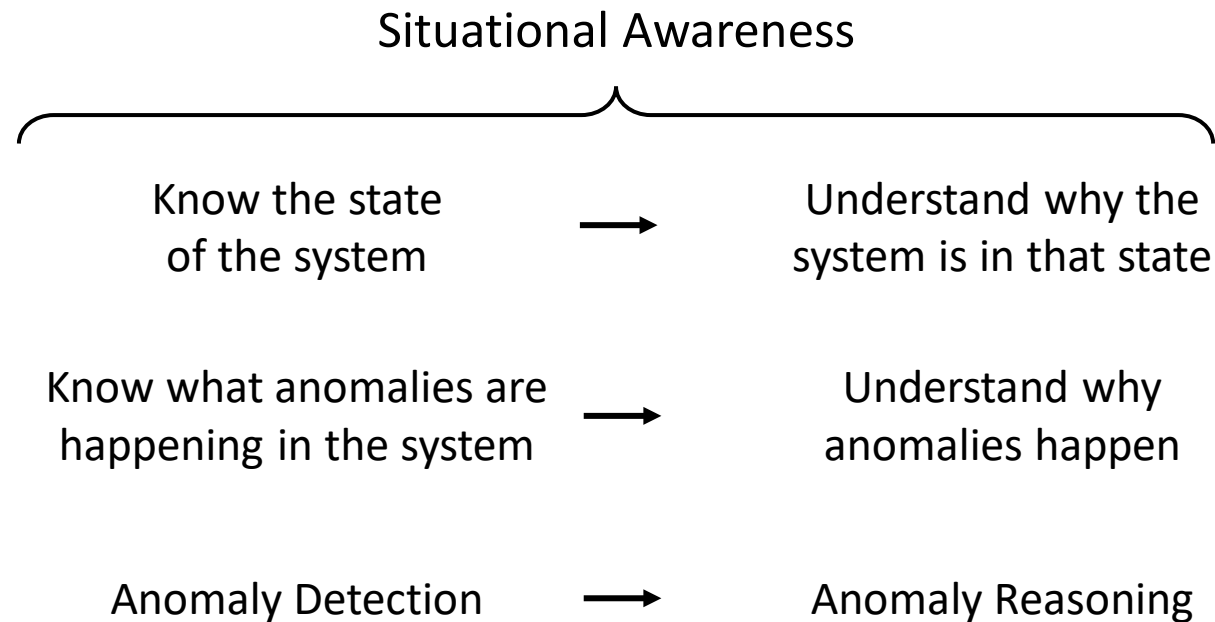 Situational Awareness
Know the state
of the system
Understand why the
system is in that state
Know what anomalies are
happening in the system
Understand why
anomalies happen
Anomaly Detection
Anomaly Reasoning